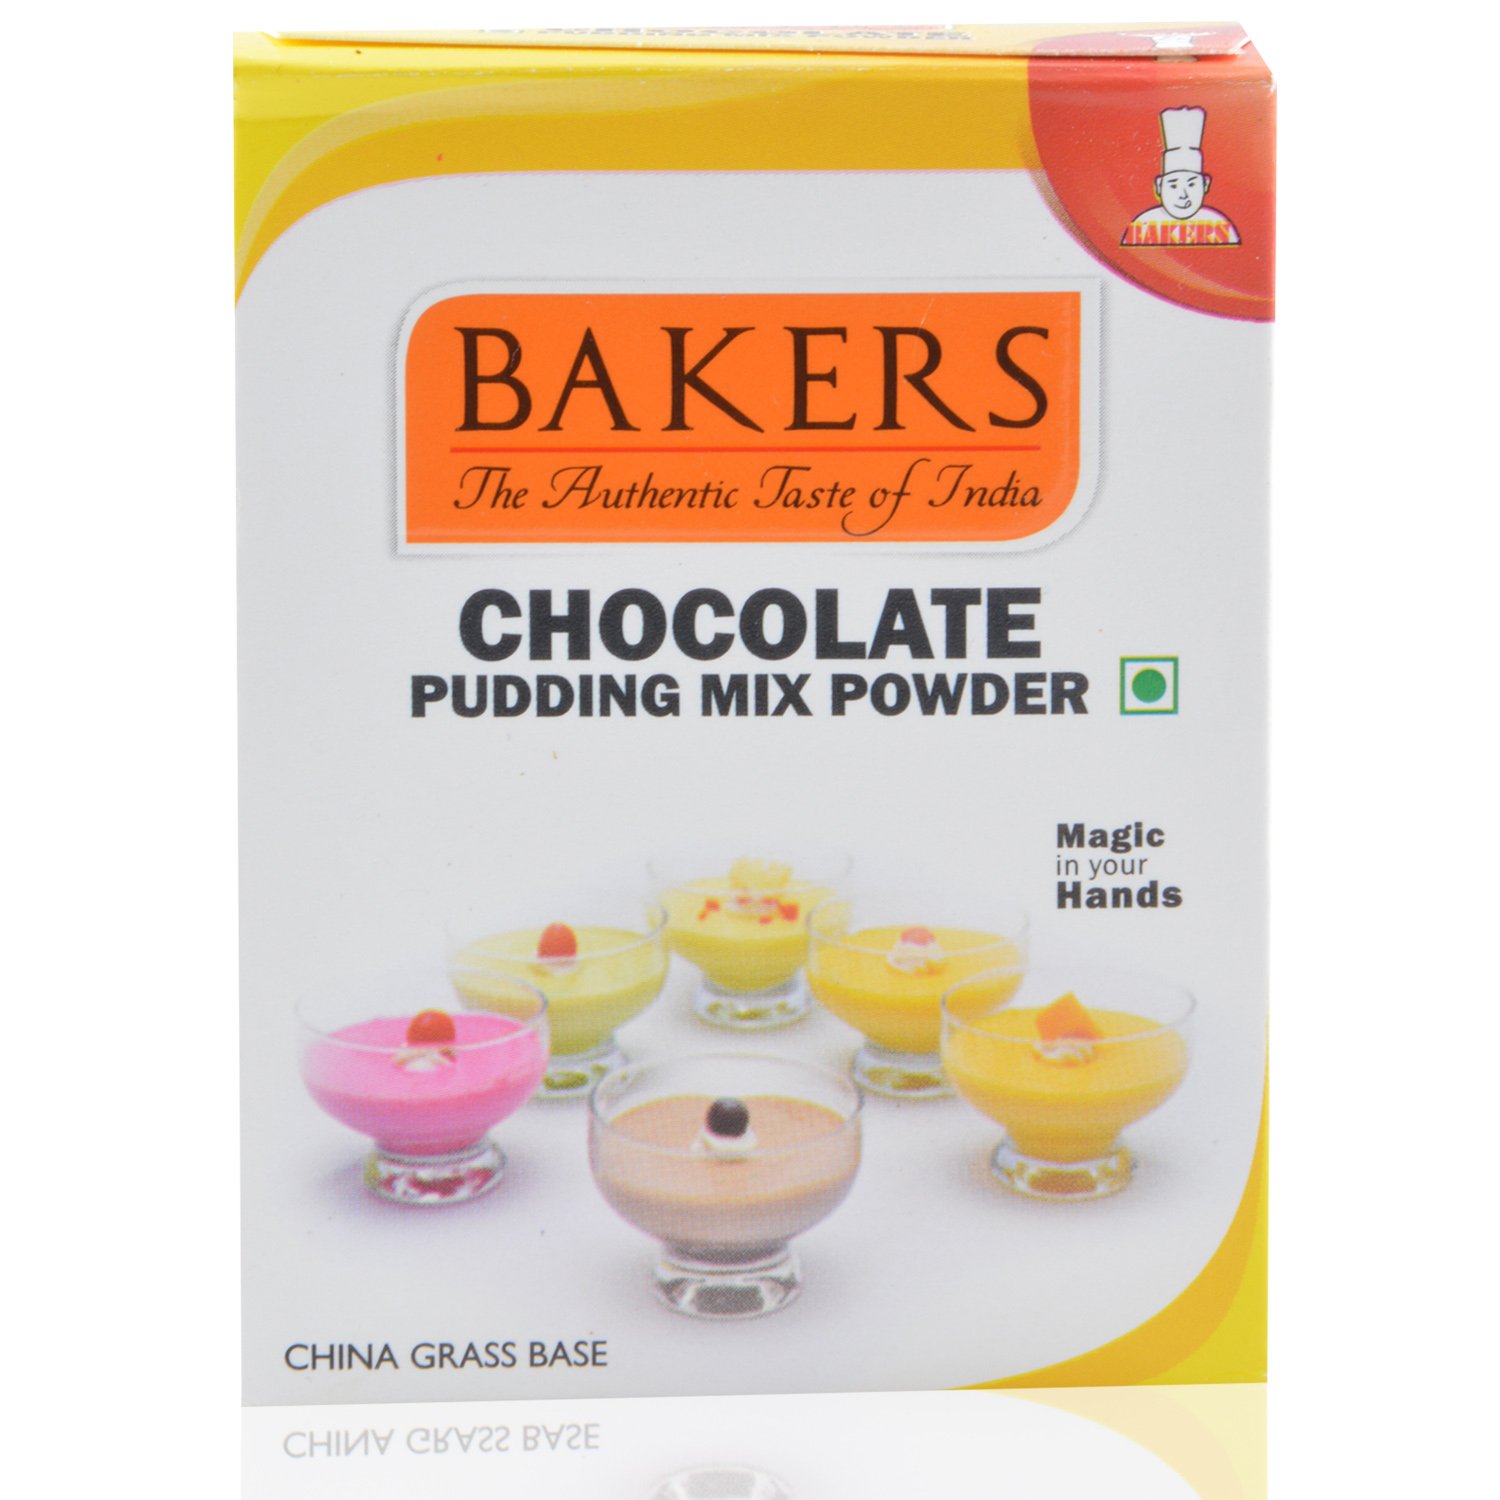 BAKERS
BAKERS
The Authentic Taste of India
CHOCOLATE
PUDDING MIX POWDER
Magic
in your
Hands
CHINA GRASS BASE
CHINA GRASS BASE